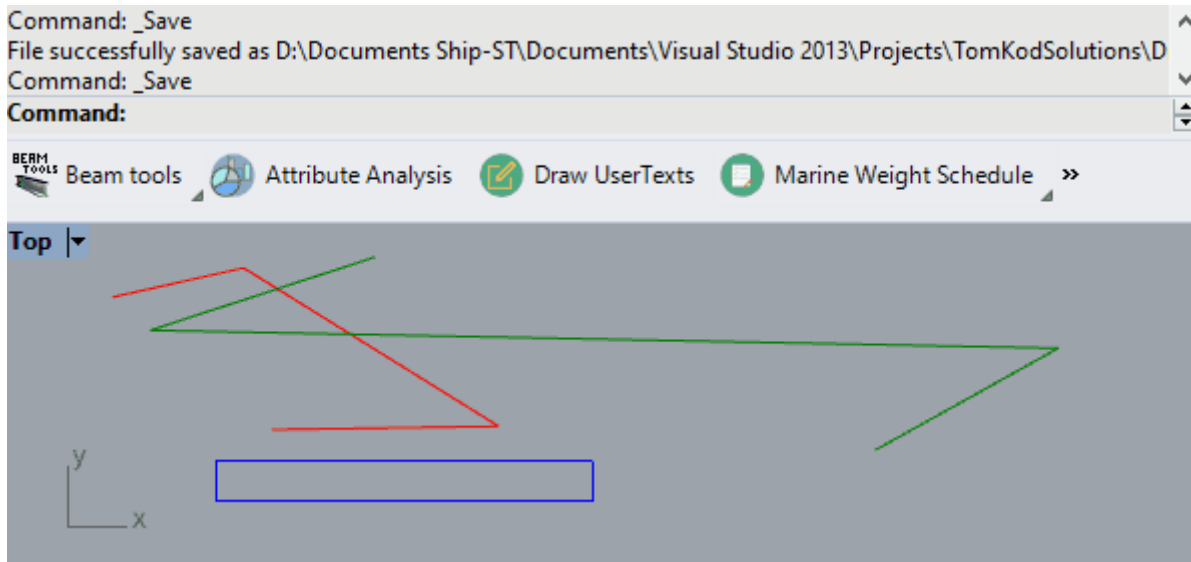 Command: _Save
File successfully saved as D:\Documents Ship-ST\Documents\Visual Studio 2013\Projects\TomKodSolutions\D
Command: _Save
Command:
BEAM TOOLS Beam tools Attribute Analysis Draw UserTexts Marine Weight Schedule »
Top
y
x